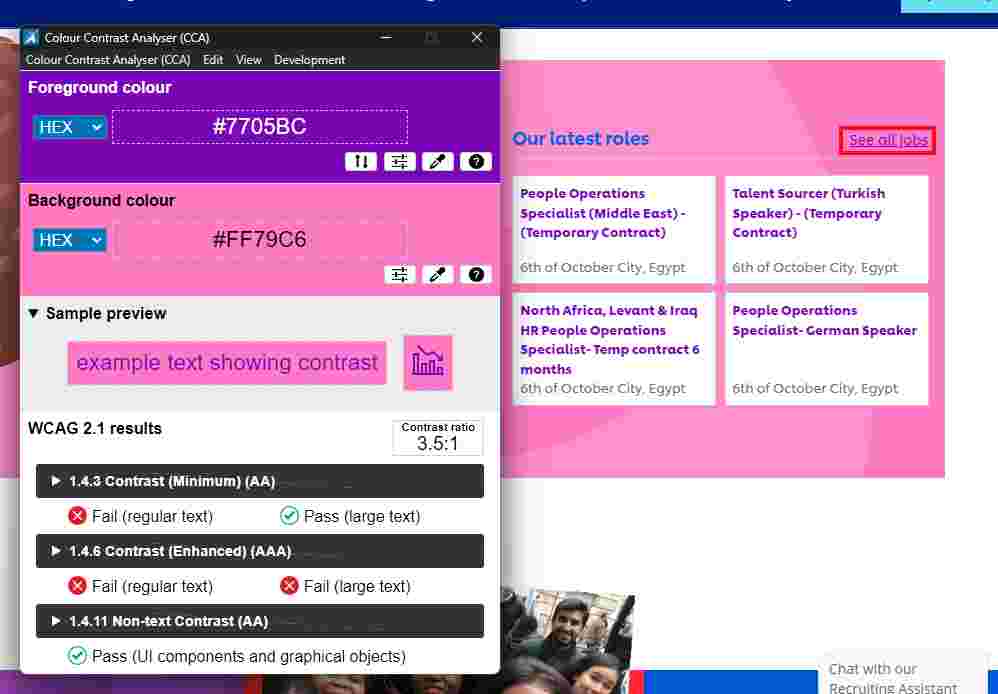 Colour Contrast Analyser (CCA)
Colour Contrast Analyser (CCA) Edit View Development
Foreground colour
HEX #7705BC
Background colour
HEX #FF79C6
Sample preview
example text showing contrast
WCAG 2.1 results
Contrast ratio
3.5:1
1.4.3 Contrast (Minimum) (AA)
Fail (regular text) Pass (large text)
1.4.6 Contrast (Enhanced) (AAA)
Fail (regular text) Fail (large text)
1.4.11 Non-text Contrast (AA)
Pass (UI components and graphical objects)
Our latest roles
See all jobs
People Operations
Specialist (Middle East) -
(Temporary Contract)
6th of October City, Egypt
Talent Sourcer (Turkish
Speaker) - (Temporary
Contract)
6th of October City, Egypt
North Africa, Levant & Iraq
HR People Operations
Specialist- Temp contract 6
months
6th of October City, Egypt
People Operations
Specialist- German Speaker
6th of October City, Egypt
Chat with our
Recruiting Assistant